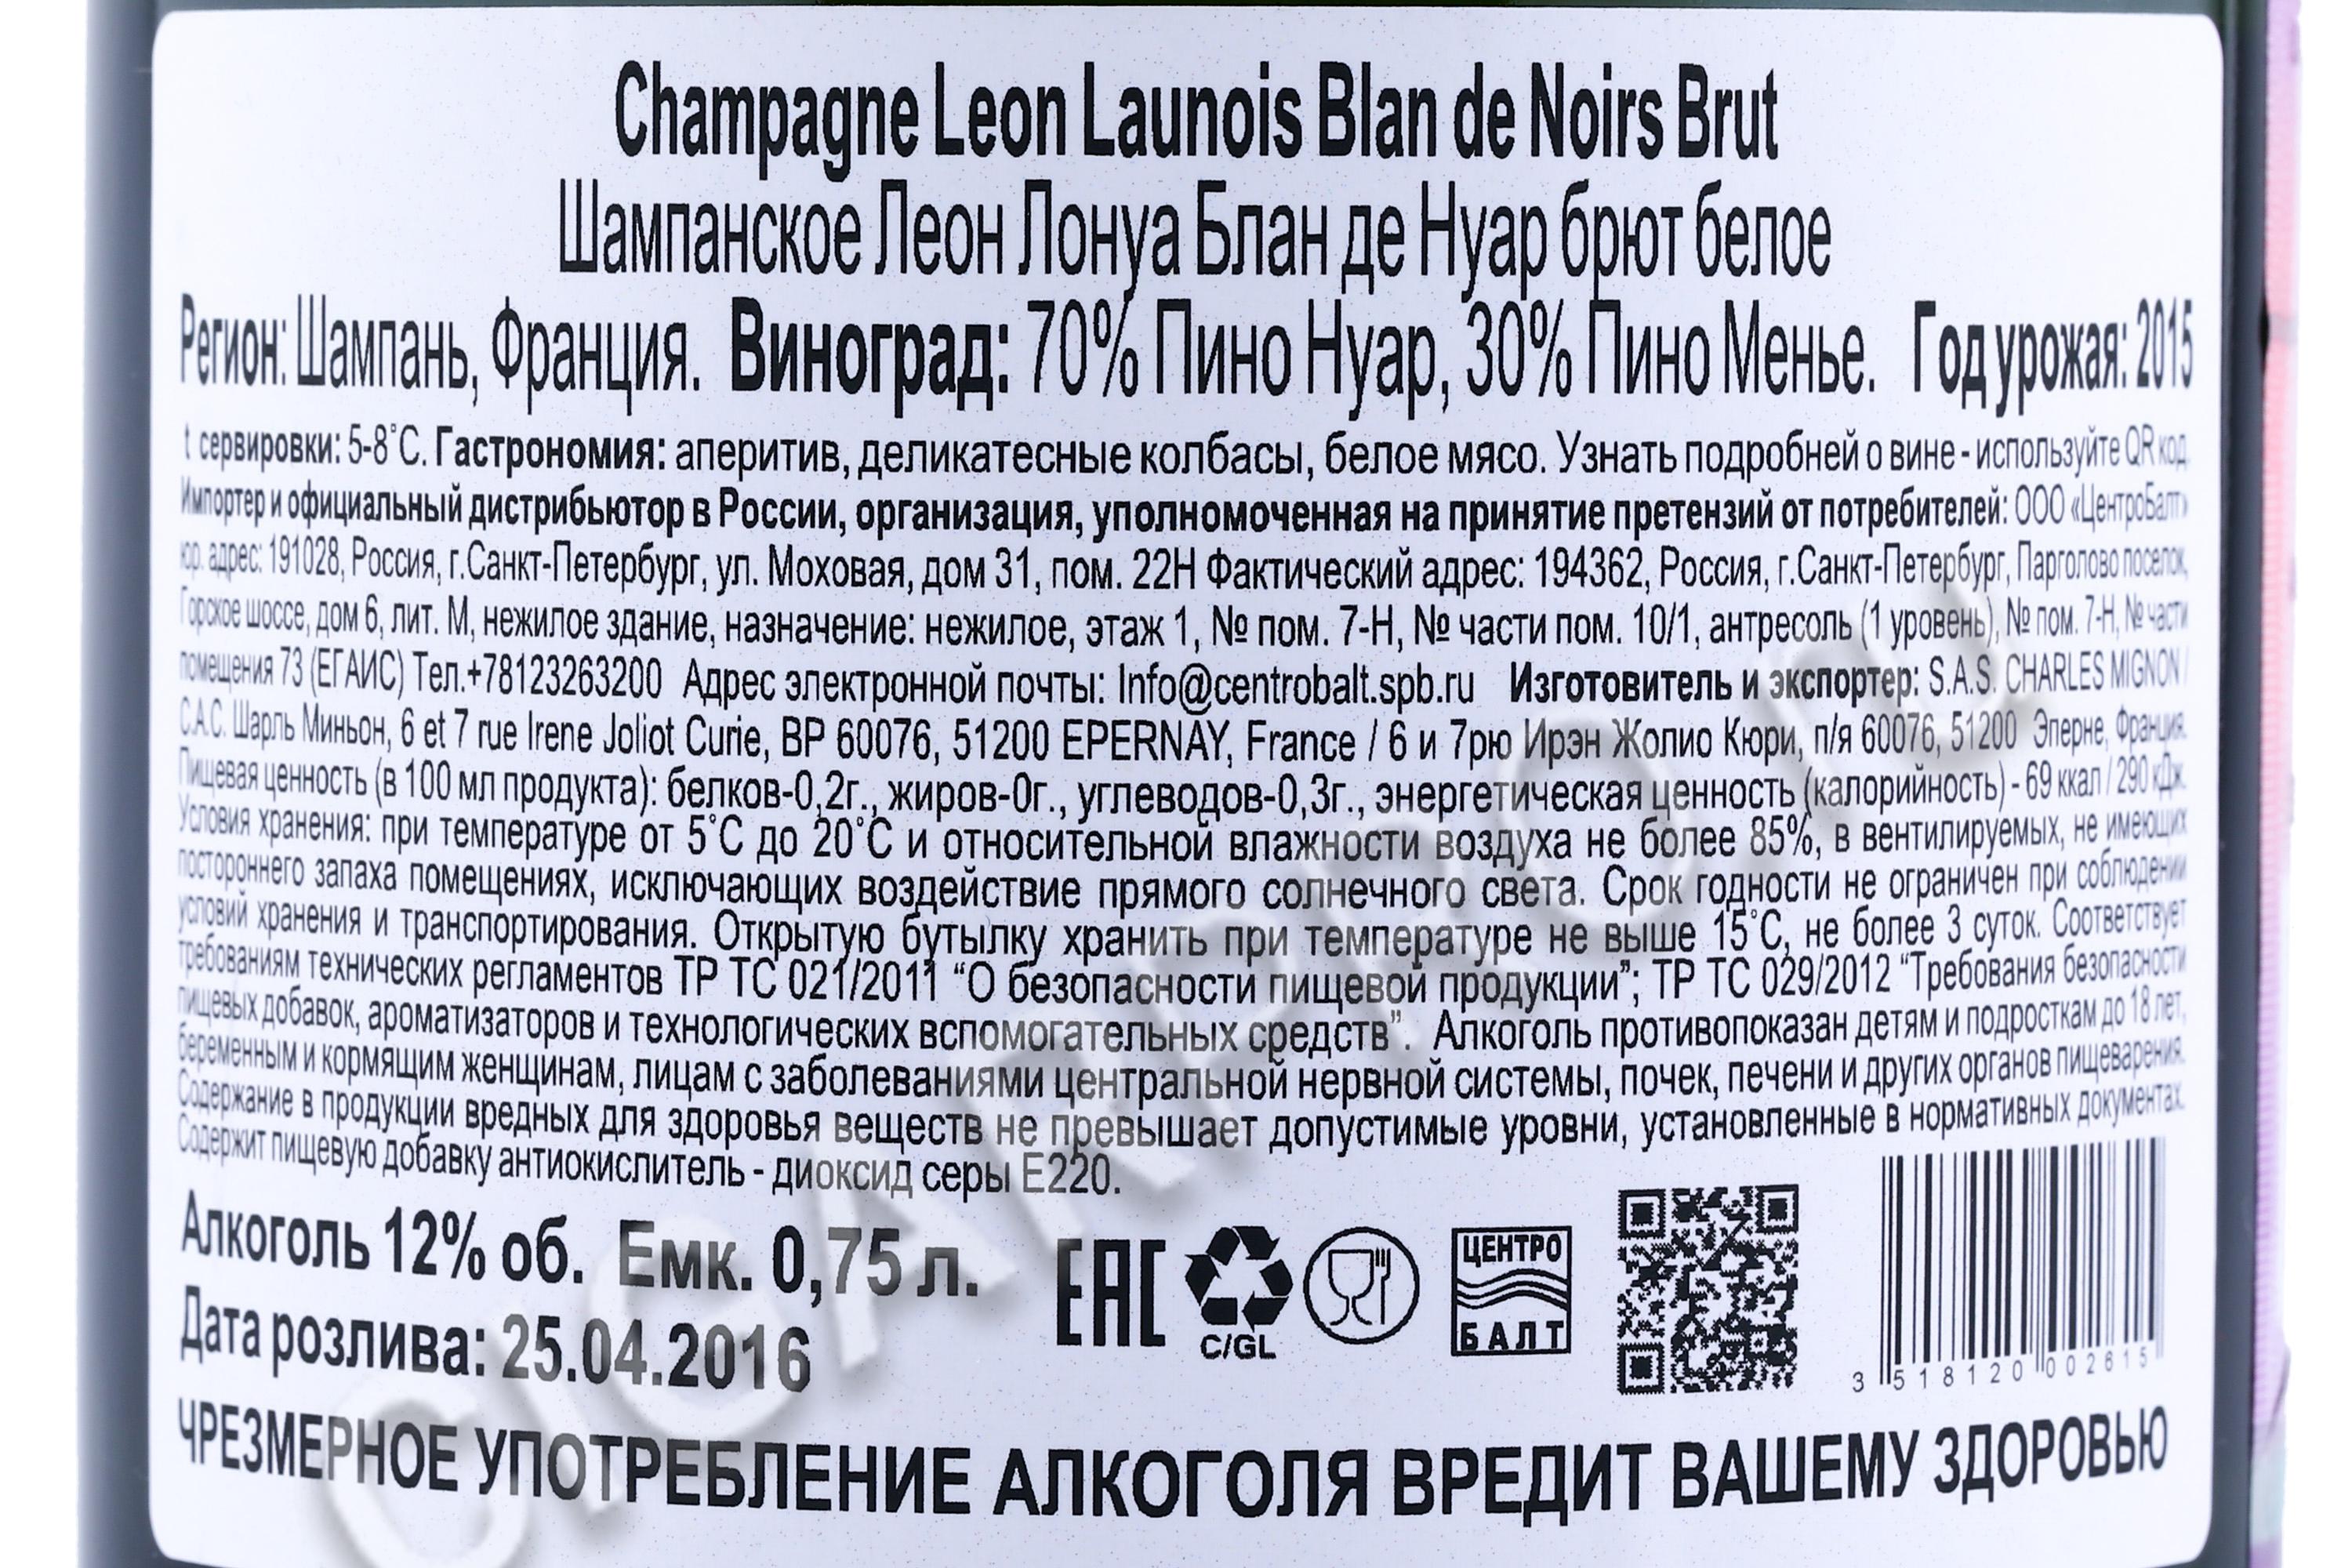 Champagne Leon Launois Blan de Noirs Brut
Шампанское Леон Лонуа Блан де Нуар брют белое
Регион: Шампань, Франция. Виноград: 70% Пино Нуар, 30% Пино Менье. Год урожая: 2015
t сервировки: 5-8°C. Гастрономия: аперитив, деликатесные колбасы, белое мясо. Узнать подробней о вине - используйте QR код.
Импортер и официальный дистрибьютор в России, организация, уполномоченная на принятие претензий от потребителей: ООО «ЦентроБалт»
юр. адрес: 191028, Россия, г.Санкт-Петербург, ул. Моховая, дом 31, пом. 22Н Фактический адрес: 194362, Россия, г.Санкт-Петербург, Парголово поселок,
Горское шоссе, дом 6, лит. М, нежилое здание, назначение: нежилое, этаж 1, № пом. 7-Н, № части пом. 10/1, антресоль (1 уровень), № пом. 7-Н, № части
помещения 73 (ЕГАИС) Тел.+78123263200 Адрес электронной почты: Info@centrobalt.spb.ru Изготовитель и экспортер: S.A.S. CHARLES MIGNON /
С.А.С. Шарль Миньон, 6 et 7 rue Irene Joliot Curie, BP 60076, 51200 EPERNAY, France / 6 и 7рю Ирэн Жолио Кюри, п/я 60076, 51200 Эперне, Франция.
Пищевая ценность (в 100 мл продукта): белков-0,2г., жиров-0г., углеводов-0,3г., энергетическая ценность (калорийность) - 69 ккал / 290 кДж.
Условия хранения: при температуре от 5°C до 20°C и относительной влажности воздуха не более 85%, в вентилируемых, не имеющих
постороннего запаха помещениях, исключающих воздействие прямого солнечного света. Срок годности не ограничен при соблюдении
условий хранения и транспортирования. Открытую бутылку хранить при температуре не выше 15°C, не более 3 суток. Соответствует
требованиям технических регламентов ТР ТС 021/2011 “О безопасности пищевой продукции”; ТР ТС 029/2012 “Требования безопасности
пищевых добавок, ароматизаторов и технологических вспомогательных средств”. Алкоголь противопоказан детям и подросткам до 18 лет,
беременным и кормящим женщинам, лицам с заболеваниями центральной нервной системы, почек, печени и других органов пищеварения.
Содержание в продукции вредных для здоровья веществ не превышает допустимые уровни, установленные в нормативных документах.
Содержит пищевую добавку антиокислитель - диоксид серы Е220.
Алкоголь 12% об. Емк. 0,75 л.
Дата розлива: 25.04.2016
EAC
C/GL
ЦЕНТРО
БАЛТ
3 518120 002615
ЧРЕЗМЕРНОЕ УПОТРЕБЛЕНИЕ АЛКОГОЛЯ ВРЕДИТ ВАШЕМУ ЗДОРОВЬЮ
CIGARPRO.ru